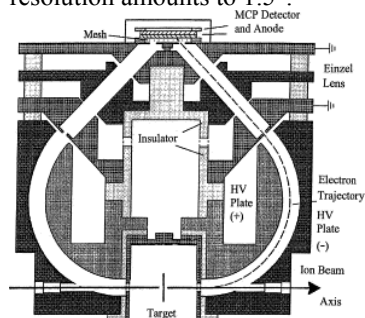 resolution amounts to 1.5°.
MCP Detector
and Anode
Mesh
Einzel
Lens
Insulator
Electron
Trajectory
HV
Plate
(+)
HV
Plate
(-)
Ion Beam
Axis
Target